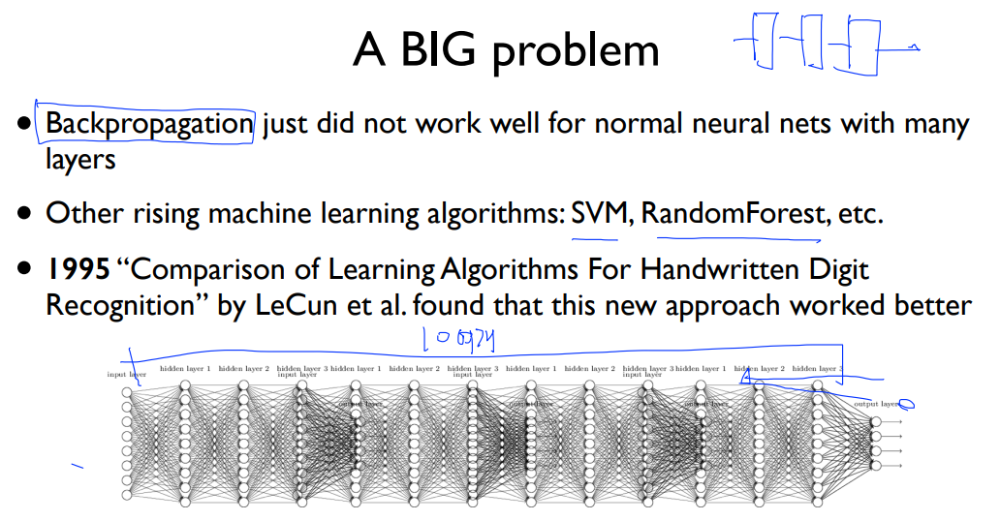 A BIG problem
• Backpropagation just did not work well for normal neural nets with many
layers
• Other rising machine learning algorithms: SVM, RandomForest, etc.
• 1995 “Comparison of Learning Algorithms For Handwritten Digit
Recognition” by LeCun et al. found that this new approach worked better
10여개
input layer
hidden layer 1 hidden layer 2 hidden layer 3 hidden layer 1 hidden layer 2 hidden layer 3 hidden layer 1 hidden layer 2 hidden layer 3 hidden layer 1 hidden layer 2 hidden layer 3
input layer input layer input layer
output layer output layer output layer output layer